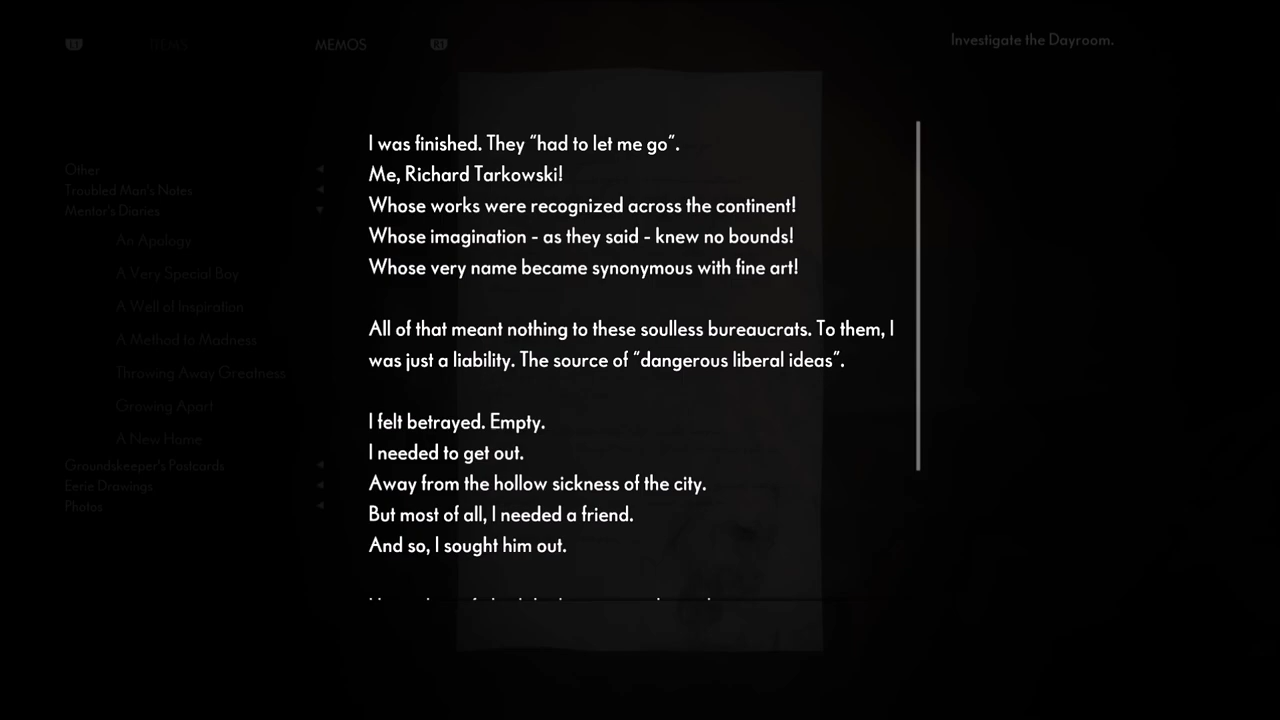 L1 ITEMS MEMOS R1 Investigate the Dayroom.
Other
Troubled Man's Notes
Mentor's Diaries
An Apology
A Very Special Boy
A Well of Inspiration
A Method to Madness
Throwing Away Greatness
Growing Apart
A New Home
Groundskeeper's Postcards
Eerie Drawings
Photos
I was finished. They “had to let me go”.
Me, Richard Tarkowski!
Whose works were recognized across the continent!
Whose imagination - as they said - knew no bounds!
Whose very name became synonymous with fine art!
All of that meant nothing to these soulless bureaucrats. To them, I
was just a liability. The source of “dangerous liberal ideas”.
I felt betrayed. Empty.
I needed to get out.
Away from the hollow sickness of the city.
But most of all, I needed a friend.
And so, I sought him out.